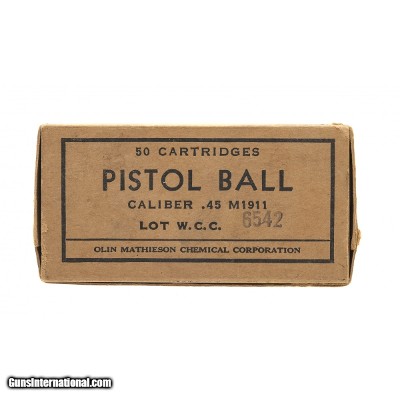 50 CARTRIDGES
PISTOL BALL
CALIBER .45 M1911
LOT W.C.C. 6542
OLIN MATHIESON CHEMICAL CORPORATION
GunsInternational.com